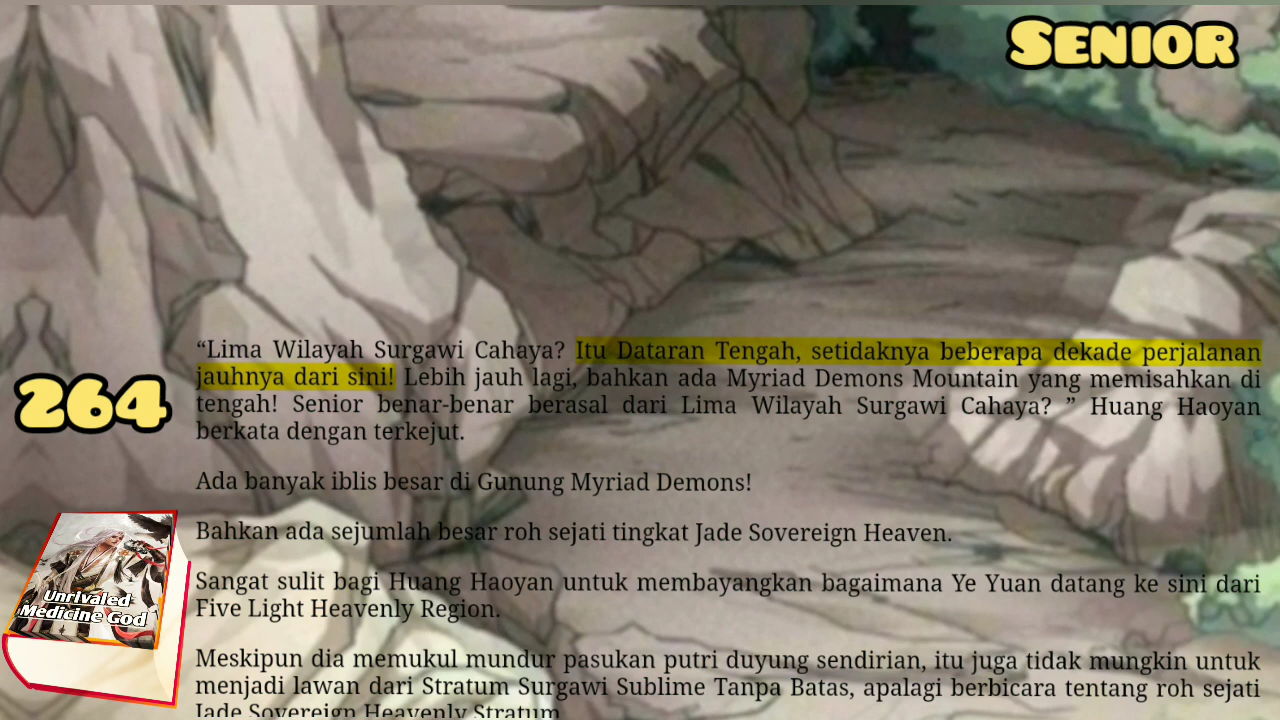 SENIOR
“Lima Wilayah Surgawi Cahaya? Itu Dataran Tengah, setidaknya beberapa dekade perjalanan
jauhnya dari sini! Lebih jauh lagi, bahkan ada Myriad Demons Mountain yang memisahkan di
tengah! Senior benar-benar berasal dari Lima Wilayah Surgawi Cahaya? ” Huang Haoyan
berkata dengan terkejut.
264
Ada banyak iblis besar di Gunung Myriad Demons!
Bahkan ada sejumlah besar roh sejati tingkat Jade Sovereign Heaven.
Sangat sulit bagi Huang Haoyan untuk membayangkan bagaimana Ye Yuan datang ke sini dari
Five Light Heavenly Region.
Unrivaled
Medicine God
Meskipun dia memukul mundur pasukan putri duyung sendirian, itu juga tidak mungkin untuk
menjadi lawan dari Stratum Surgawi Sublime Tanpa Batas, apalagi berbicara tentang roh sejati
Jade Sovereign Heavenly Stratum